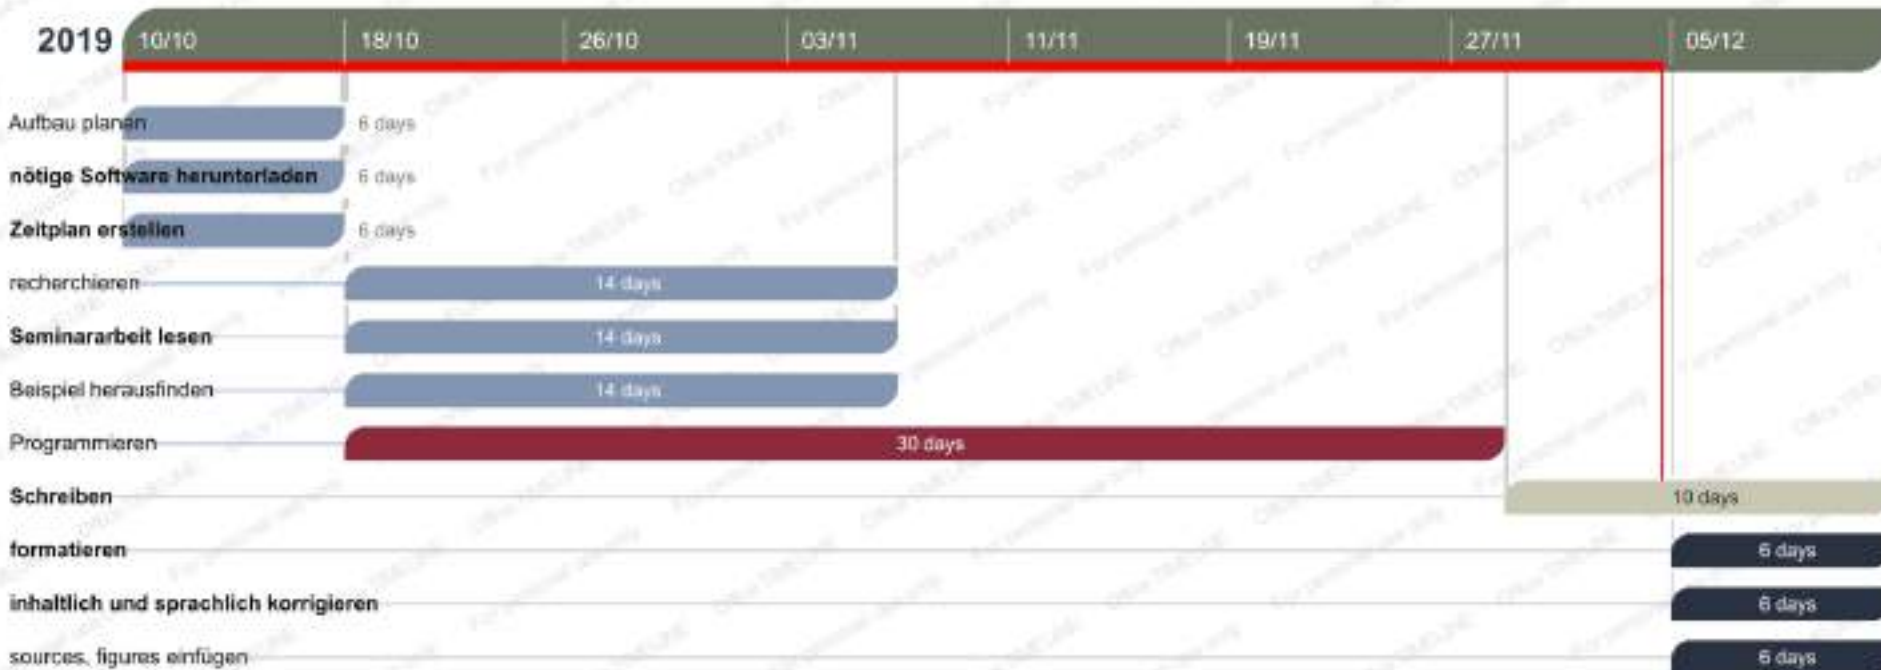 2019 10/10 18/10 26/10 03/11 11/11 19/11 27/11 05/12
Aufbau planen 6 days
nötige Software herunterladen 6 days
Zeitplan erstellen 6 days
recherchieren 14 days
Seminararbeit lesen 14 days
Beispiel herausfinden 14 days
Programmieren 30 days
Schreiben 10 days
formatieren 6 days
inhaltlich und sprachlich korrigieren 6 days
sources, figures einfügen 6 days